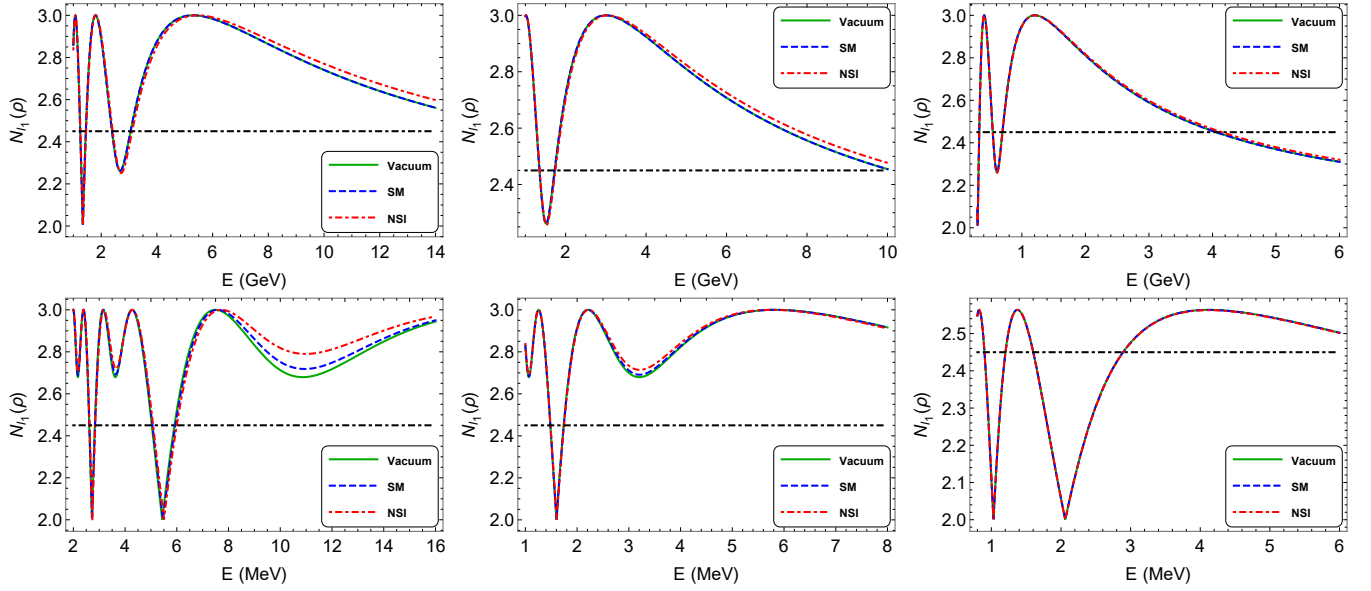 N_{l_1}(ρ)
3.0
2.8
2.6
2.4
2.2
2.0
Vacuum
SM
NSI
2 4 6 8 10 12 14
E (GeV)
N_{l_1}(ρ)
3.0
2.8
2.6
2.4
Vacuum
SM
NSI
2 4 6 8 10
E (GeV)
N_{l_1}(ρ)
3.0
2.8
2.6
2.4
2.2
2.0
Vacuum
SM
NSI
1 2 3 4 5 6
E (GeV)
N_{l_1}(ρ)
3.0
2.8
2.6
2.4
2.2
2.0
Vacuum
SM
NSI
2 4 6 8 10 12 14 16
E (MeV)
N_{l_1}(ρ)
3.0
2.8
2.6
2.4
2.2
2.0
Vacuum
SM
NSI
1 2 3 4 5 6 7 8
E (MeV)
N_{l_1}(ρ)
2.5
2.4
2.3
2.2
2.1
2.0
Vacuum
SM
NSI
1 2 3 4 5 6
E (MeV)